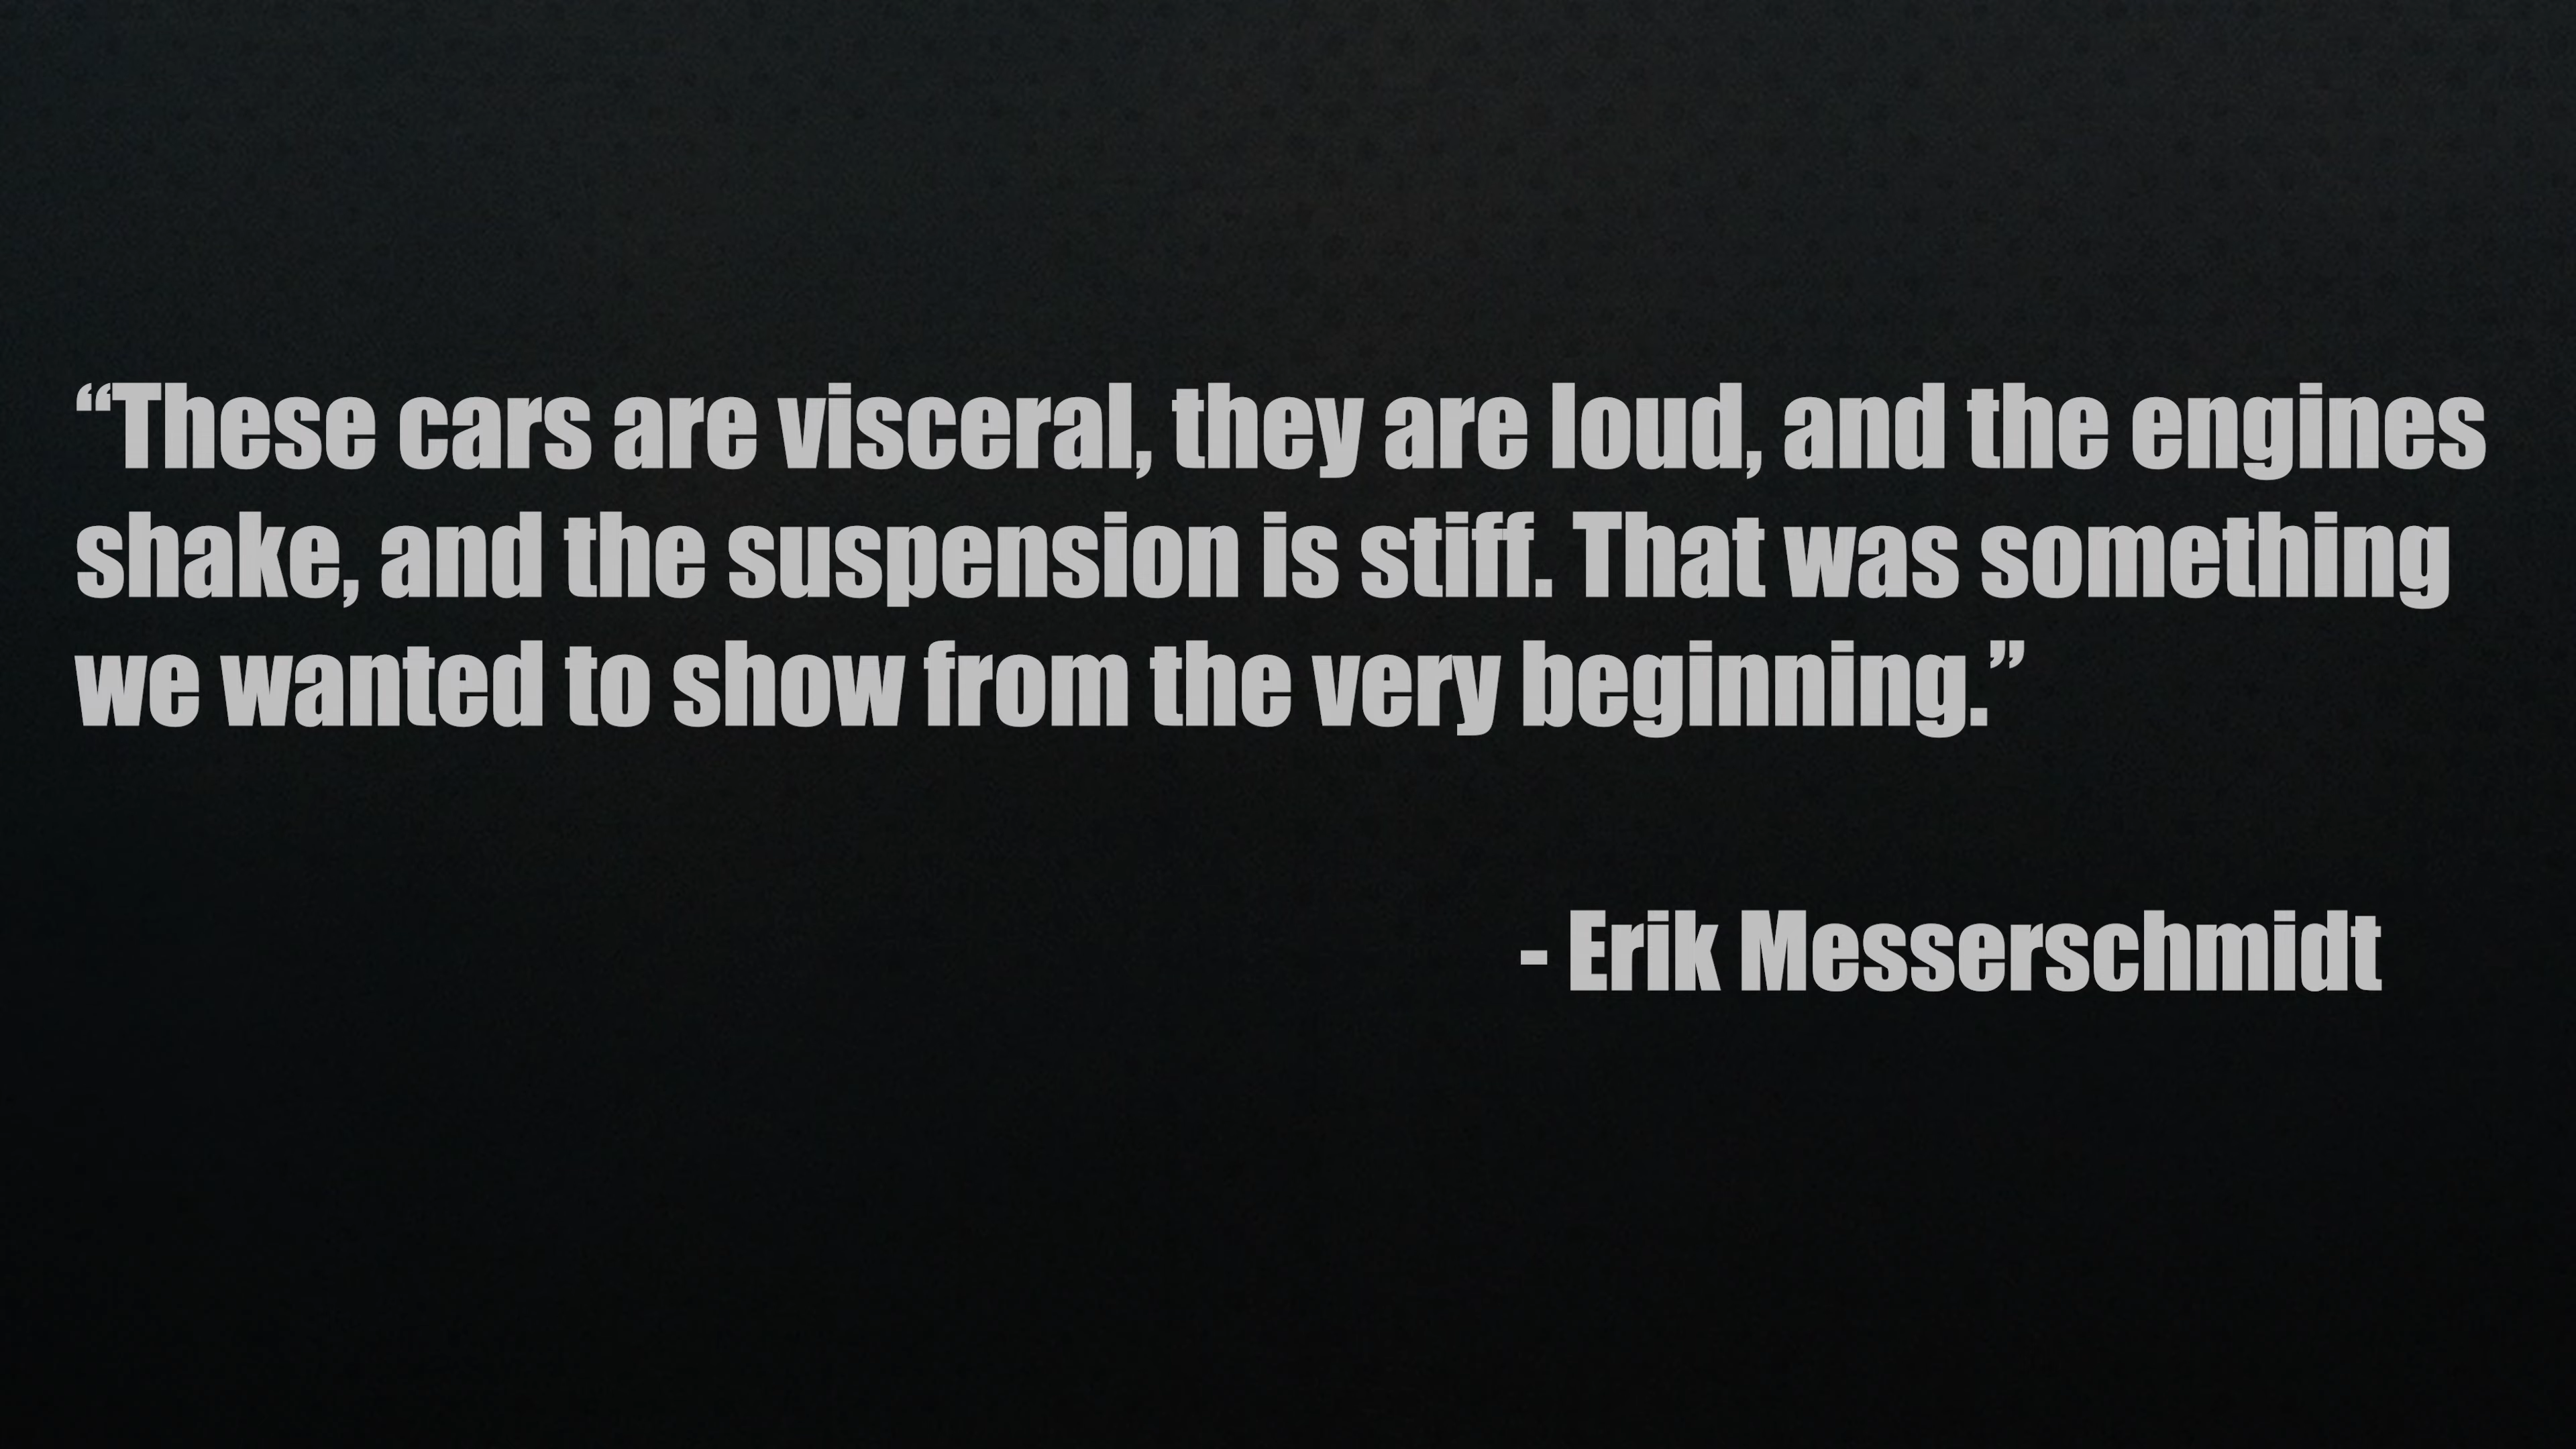 “These cars are visceral, they are loud, and the engines
shake, and the suspension is stiff. That was something
we wanted to show from the very beginning.”
- Erik Messerschmidt